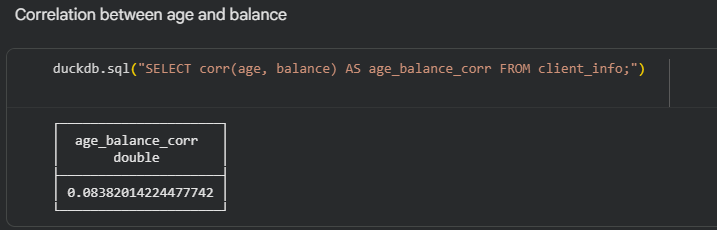 Correlation between age and balance
duckdb.sql("SELECT corr(age, balance) AS age_balance_corr FROM client_info;")
age_balance_corr
double
0.08382014224477742